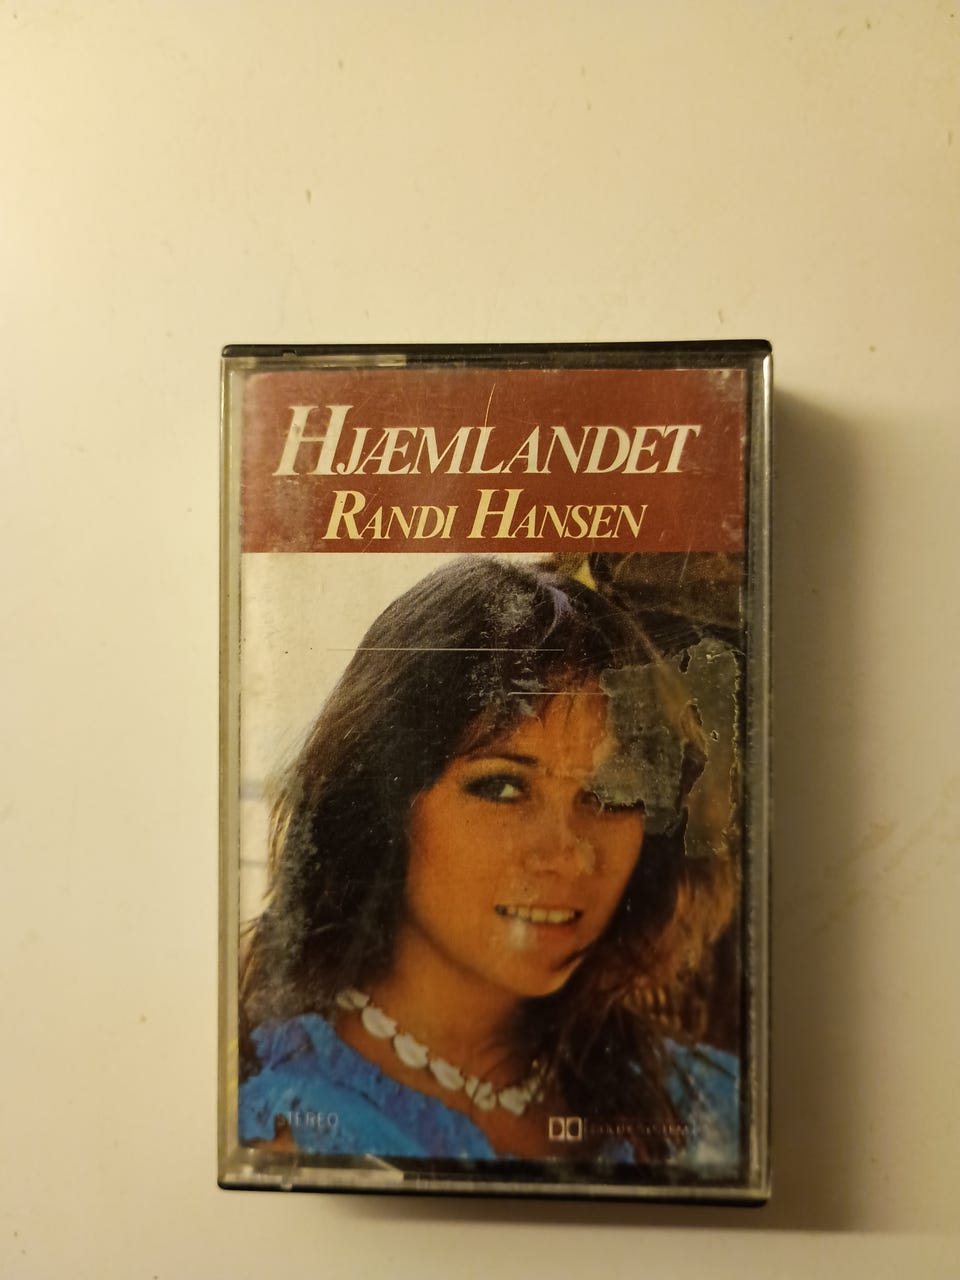 HJÆMLANDET
RANDI HANSEN
STEREO